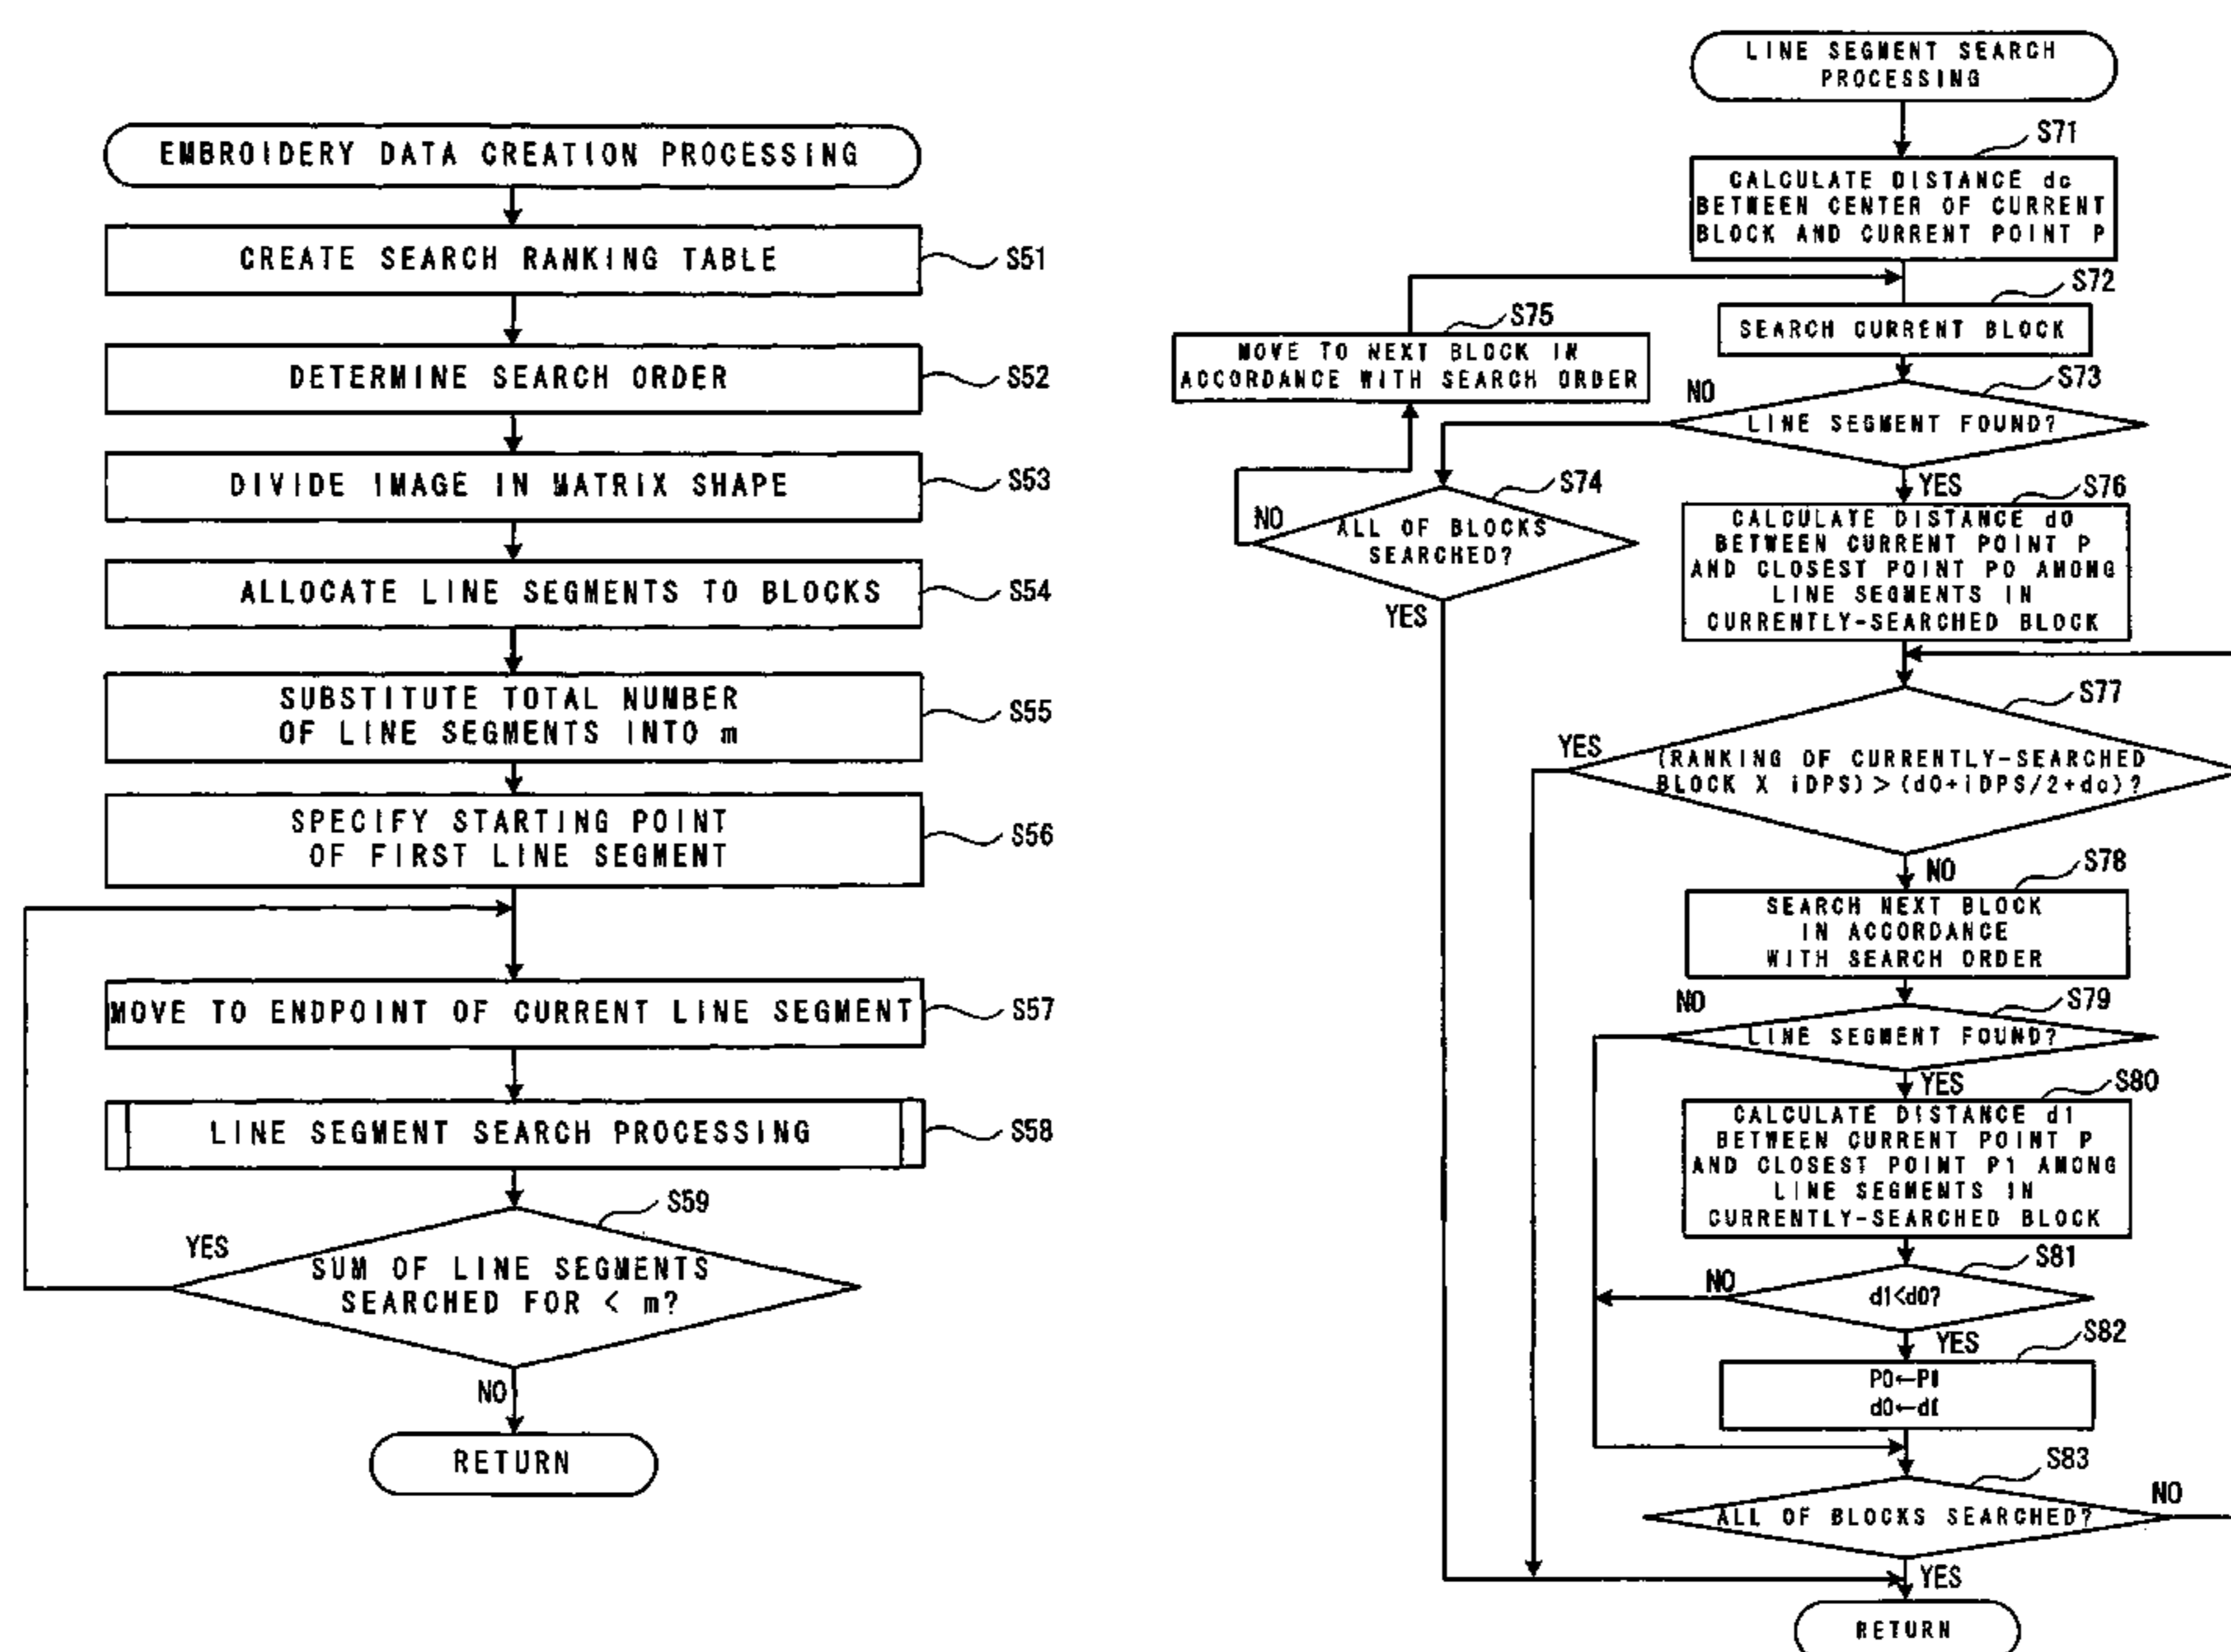 EMBROIDERY DATA CREATION PROCESSING
CREATE SEARCH RANKING TABLE
S51
DETERMINE SEARCH ORDER
S52
DIVIDE IMAGE IN MATRIX SHAPE
S53
ALLOCATE LINE SEGMENTS TO BLOCKS
S54
SUBSTITUTE TOTAL NUMBER
OF LINE SEGMENTS INTO m
S55
SPECIFY STARTING POINT
OF FIRST LINE SEGMENT
S56
MOVE TO ENDPOINT OF CURRENT LINE SEGMENT
S57
LINE SEGMENT SEARCH PROCESSING
S58
S59
YES
SUM OF LINE SEGMENTS
SEARCHED FOR < m?
NO
RETURN
LINE SEGMENT SEARCH
PROCESSING
S71
CALCULATE DISTANCE dc
BETWEEN CENTER OF CURRENT
BLOCK AND CURRENT POINT P
S72
SEARCH CURRENT BLOCK
S75
MOVE TO NEXT BLOCK IN
ACCORDANCE WITH SEARCH ORDER
S73
NO
LINE SEGMENT FOUND?
YES
S74
NO
ALL OF BLOCKS
SEARCHED?
YES
S76
CALCULATE DISTANCE d0
BETWEEN CURRENT POINT P
AND CLOSEST POINT P0 AMONG
LINE SEGMENTS IN
CURRENTLY-SEARCHED BLOCK
S77
YES
(RANKING OF CURRENTLY-SEARCHED
BLOCK X iDPS) > (d0+iDPS/2+dc)?
NO
S78
SEARCH NEXT BLOCK
IN ACCORDANCE
WITH SEARCH ORDER
S79
NO
LINE SEGMENT FOUND?
YES
S80
CALCULATE DISTANCE d1
BETWEEN CURRENT POINT P
AND CLOSEST POINT P1 AMONG
LINE SEGMENTS IN
CURRENTLY-SEARCHED BLOCK
S81
NO
d1<d0?
YES
S82
P0←P1
d0←d1
S83
ALL OF BLOCKS SEARCHED?
NO
YES
RETURN